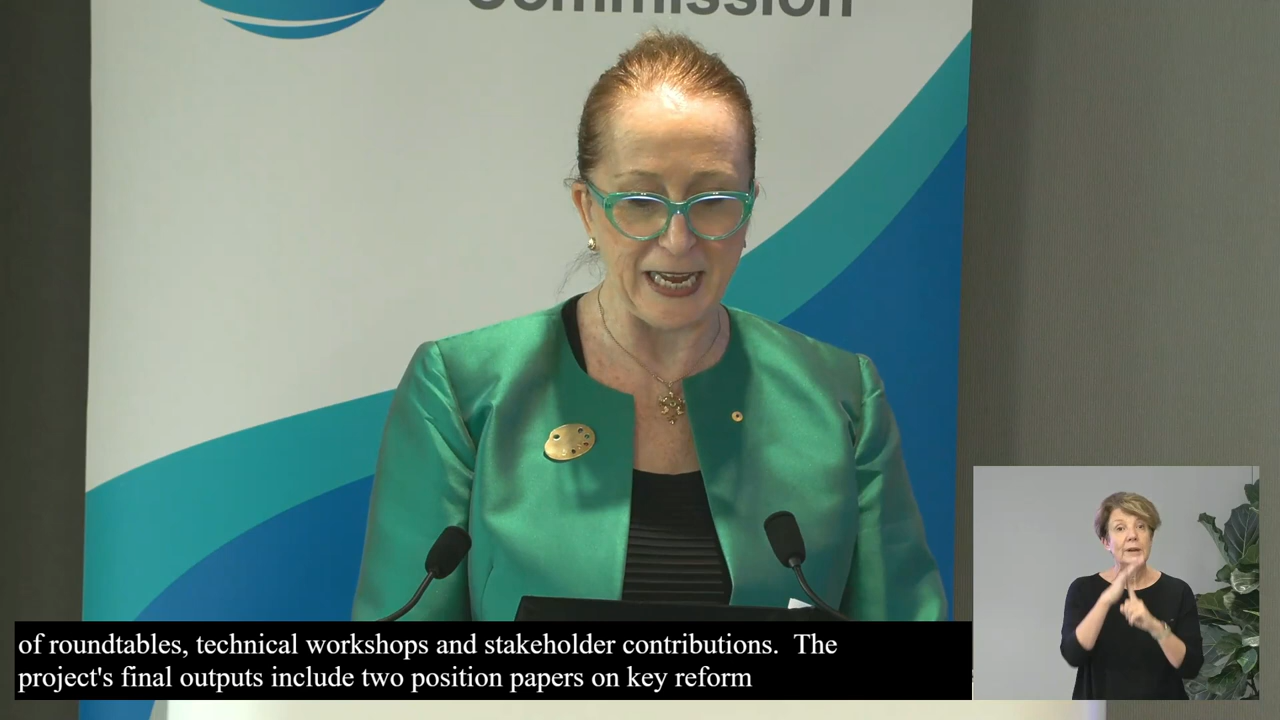 Commission
of roundtables, technical workshops and stakeholder contributions.  The
project's final outputs include two position papers on key reform